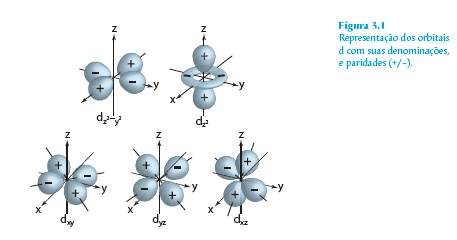 Figura 3.1
Representação dos orbitais
d com suas denominações,
e paridades (+/-).
z
z
+
-
-
+
y
+
-
y
x
+
d_z²-y²
d_z²
z
z
z
+
-
-
+
y
x
d_xy
+
-
-
+
y
x
d_yz
-
+
+
-
y
x
d_xz